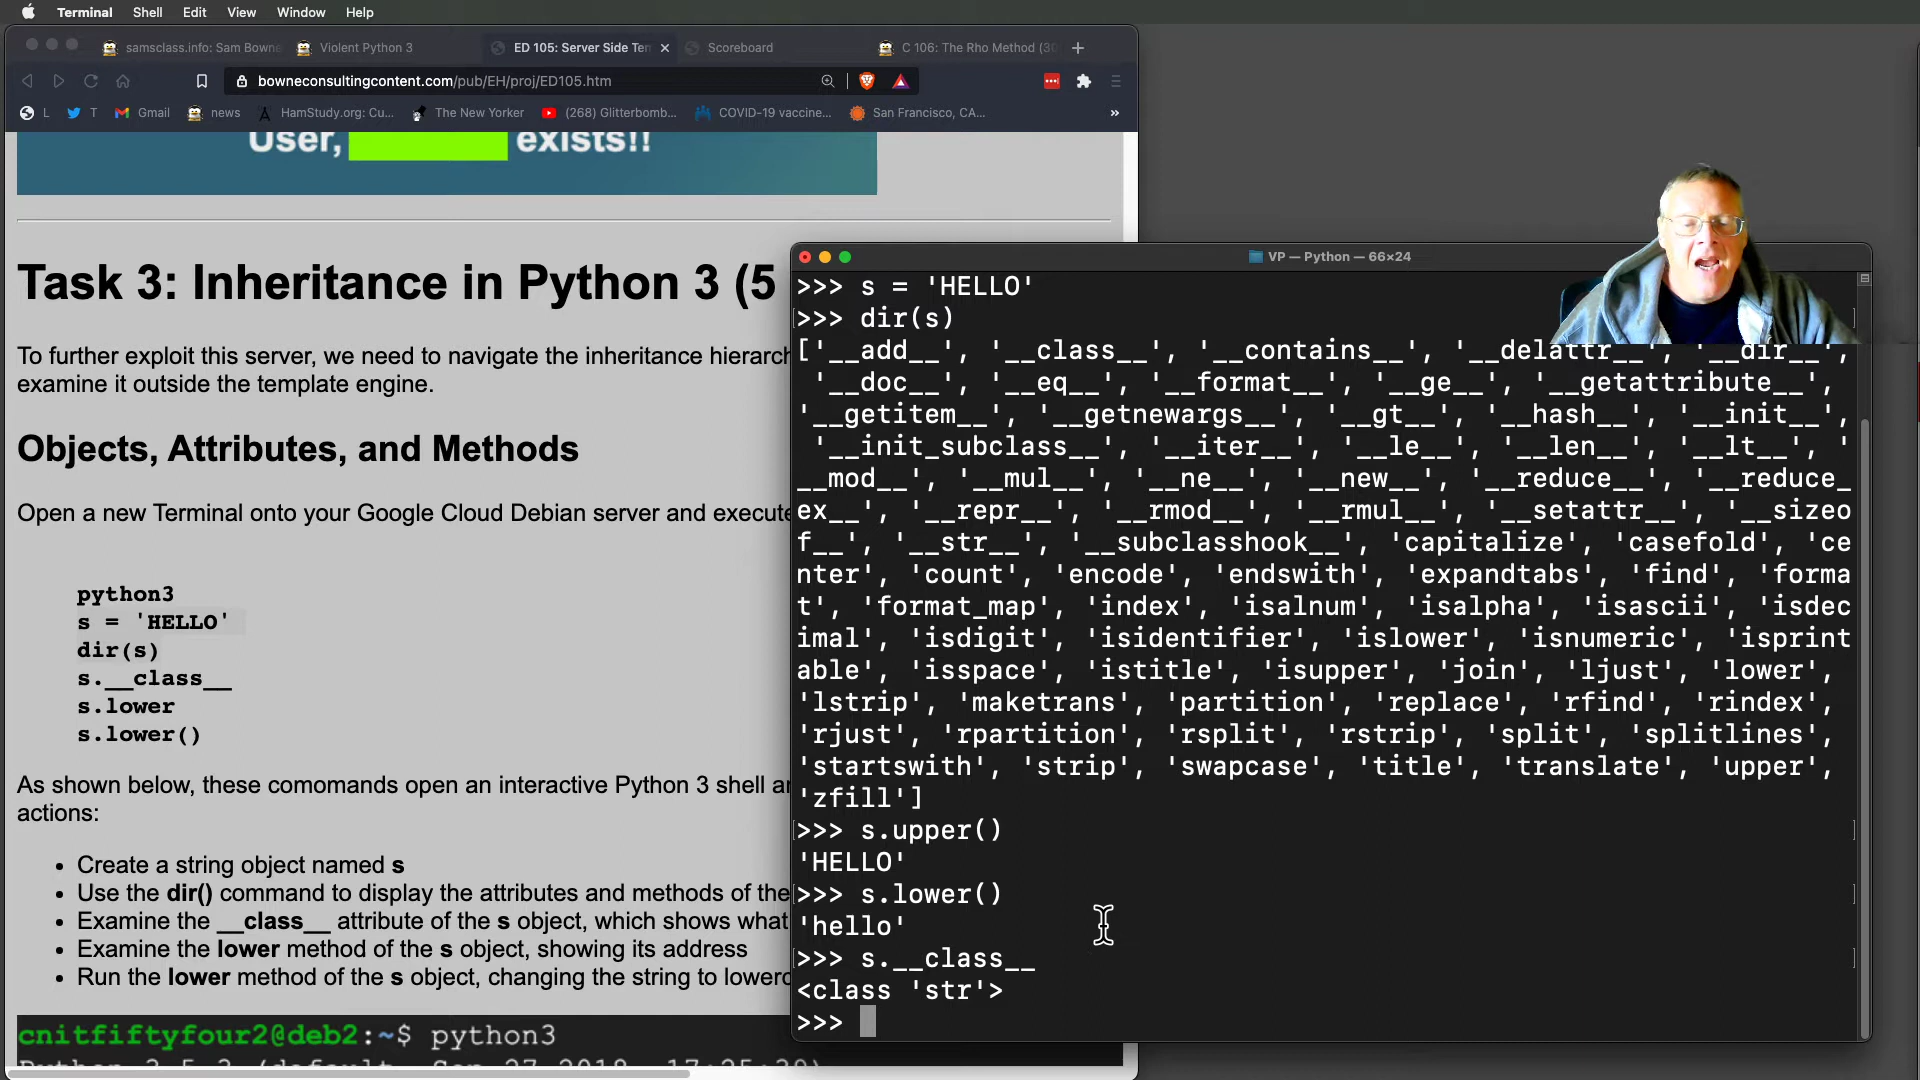 Terminal Shell Edit View Window Help
samsclass.info: Sam Bowne
Violent Python 3
ED 105: Server Side Ten
Scoreboard
C 106: The Rho Method (30
bowneconsultingcontent.com/pub/EH/proj/ED105.htm
L T Gmail news HamStudy.org: Cu... The New Yorker (268) Glitterbomb... COVID-19 vaccine... San Francisco, CA... »
User, exists!!
Task 3: Inheritance in Python 3 (5
To further exploit this server, we need to navigate the inheritance hierarch
examine it outside the template engine.
Objects, Attributes, and Methods
Open a new Terminal onto your Google Cloud Debian server and execute
python3
s = 'HELLO'
dir(s)
s.__class__
s.lower
s.lower()
As shown below, these comomands open an interactive Python 3 shell an
actions:
• Create a string object named s
• Use the dir() command to display the attributes and methods of the
• Examine the __class__ attribute of the s object, which shows what
• Examine the lower method of the s object, showing its address
• Run the lower method of the s object, changing the string to lowerc
cnitfiftyfour2@deb2:~$ python3
Python 3.5.3 (default, Sep 27 2018, 17:25:39)
VP — Python — 66×24
>>> s = 'HELLO'
>>> dir(s)
['__add__', '__class__', '__contains__', '__delattr__', '__dir__',
'__doc__', '__eq__', '__format__', '__ge__', '__getattribute__',
'__getitem__', '__getnewargs__', '__gt__', '__hash__', '__init__',
'__init_subclass__', '__iter__', '__le__', '__len__', '__lt__', '
__mod__', '__mul__', '__ne__', '__new__', '__reduce__', '__reduce_
ex__', '__repr__', '__rmod__', '__rmul__', '__setattr__', '__sizeo
f__', '__str__', '__subclasshook__', 'capitalize', 'casefold', 'ce
nter', 'count', 'encode', 'endswith', 'expandtabs', 'find', 'forma
t', 'format_map', 'index', 'isalnum', 'isalpha', 'isascii', 'isdec
imal', 'isdigit', 'isidentifier', 'islower', 'isnumeric', 'isprint
able', 'isspace', 'istitle', 'isupper', 'join', 'ljust', 'lower',
'lstrip', 'maketrans', 'partition', 'replace', 'rfind', 'rindex',
'rjust', 'rpartition', 'rsplit', 'rstrip', 'split', 'splitlines',
'startswith', 'strip', 'swapcase', 'title', 'translate', 'upper',
'zfill']
>>> s.upper()
'HELLO'
>>> s.lower()
'hello'
>>> s.__class__
<class 'str'>
>>>